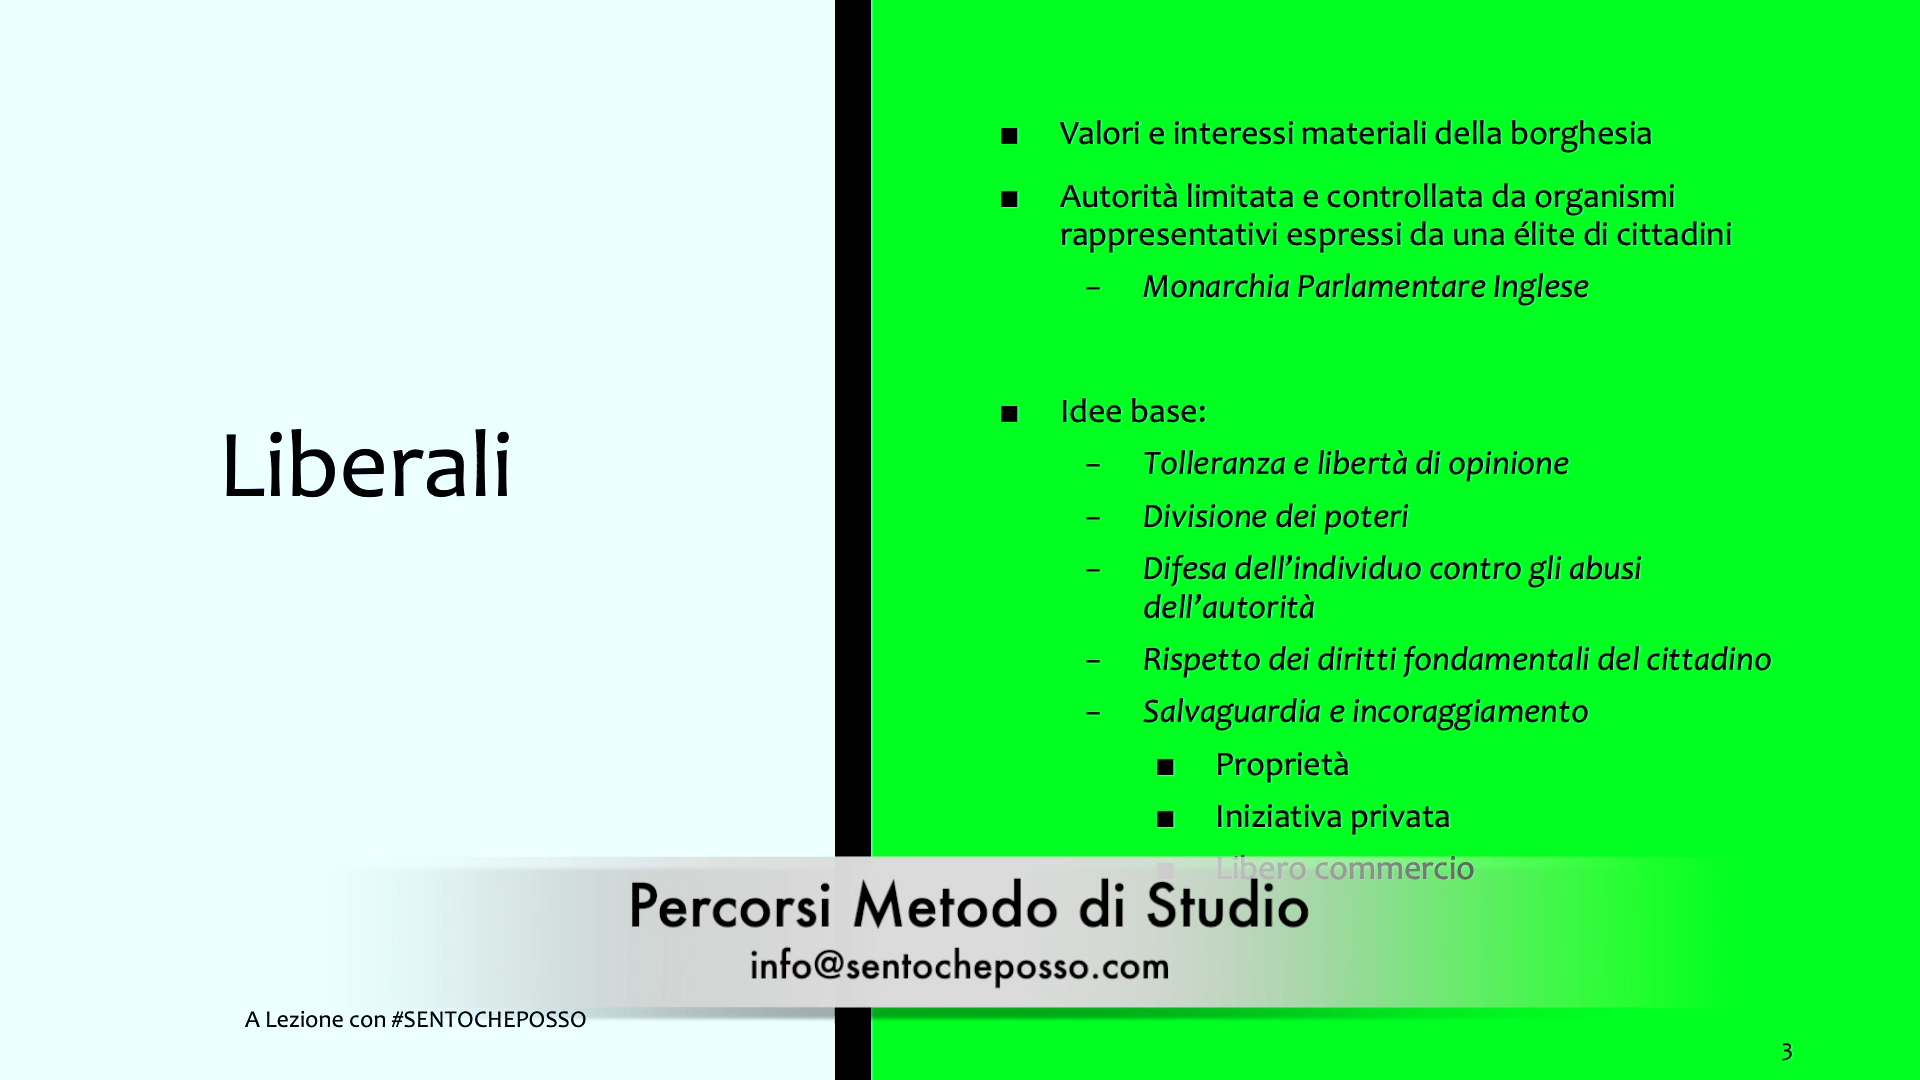 Liberali
■ Valori e interessi materiali della borghesia
■ Autorità limitata e controllata da organismi
rappresentativi espressi da una élite di cittadini
– Monarchia Parlamentare Inglese
■ Idee base:
– Tolleranza e libertà di opinione
– Divisione dei poteri
– Difesa dell’individuo contro gli abusi
dell’autorità
– Rispetto dei diritti fondamentali del cittadino
– Salvaguardia e incoraggiamento
■ Proprietà
■ Iniziativa privata
■ Libero commercio
Percorsi Metodo di Studio
info@sentocheposso.com
A Lezione con #SENTOCHEPOSSO
3